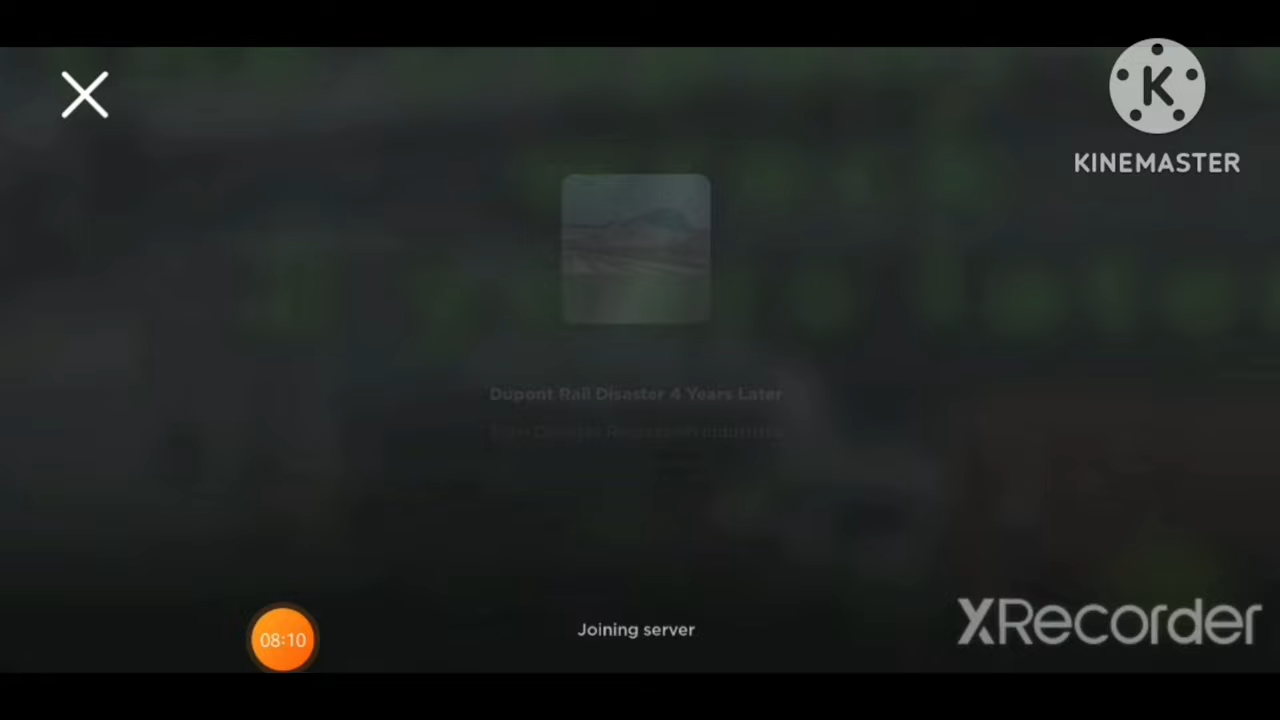 K
KINEMASTER
Dupont Rail Disaster 4 Years Later
Joining server
08:10
XRecorder